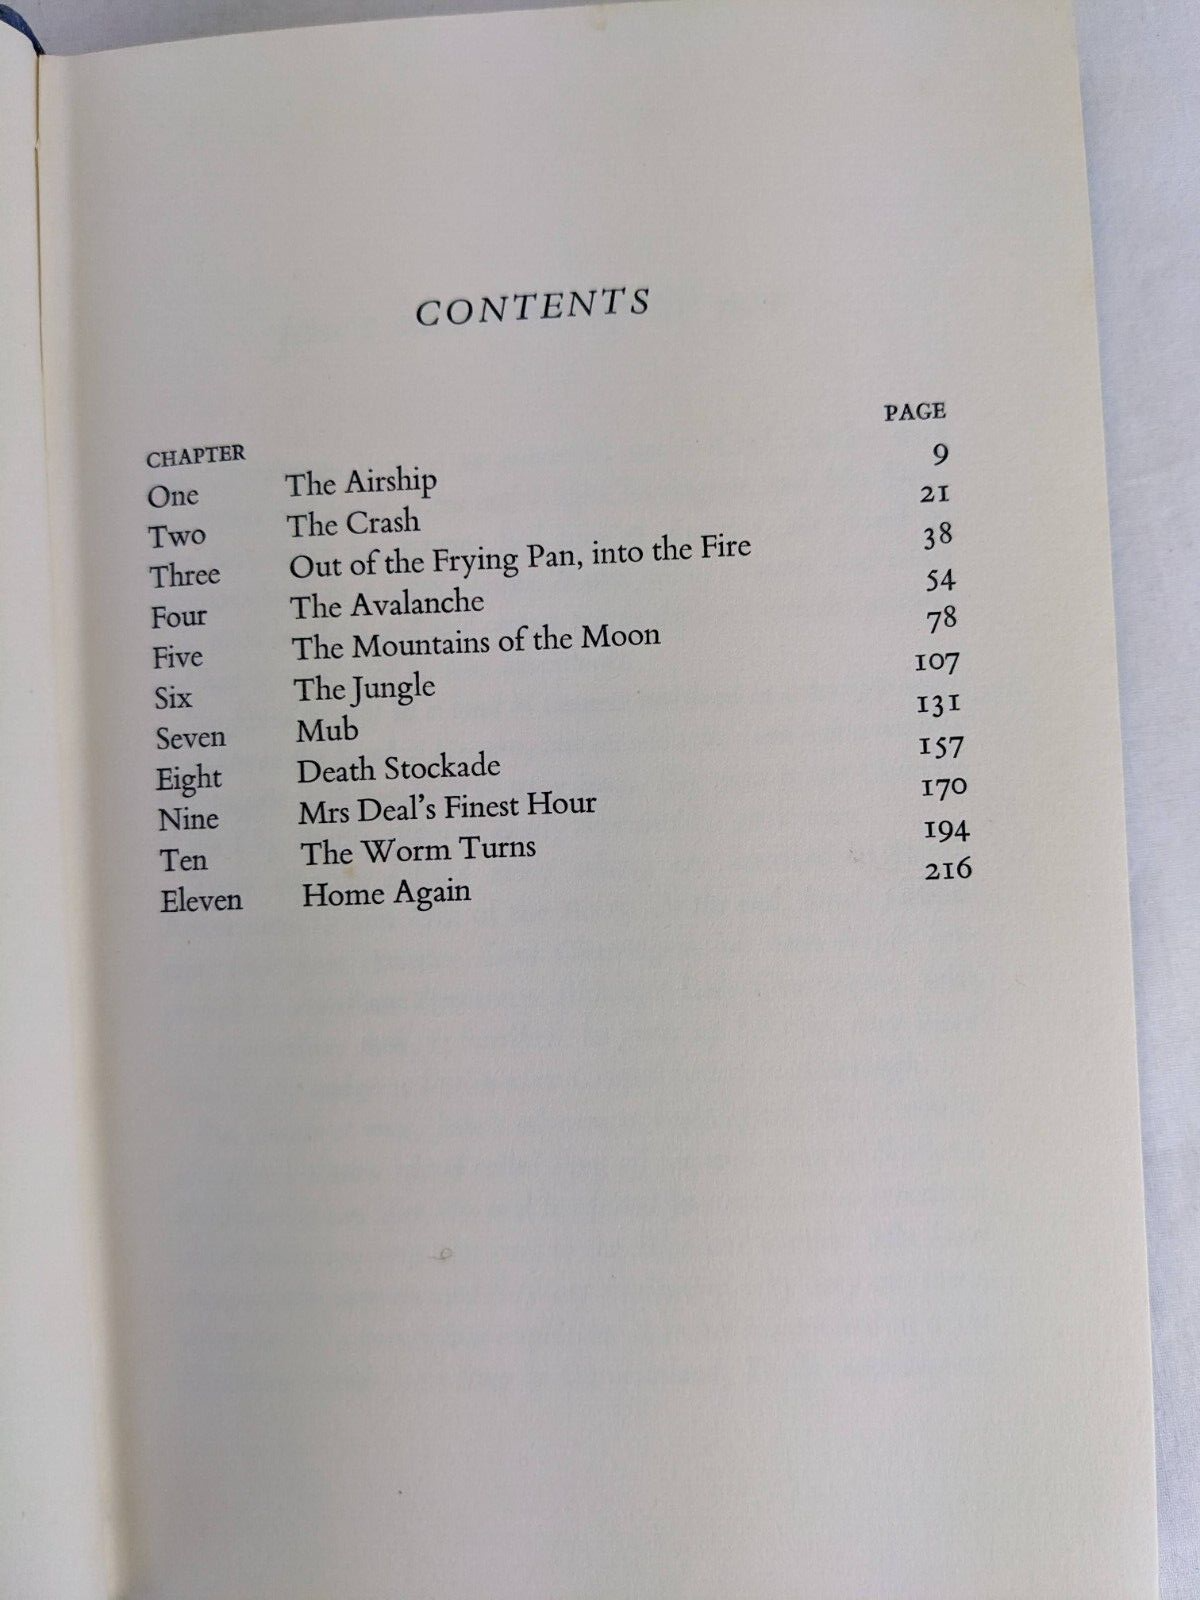 CONTENTS
CHAPTER PAGE
One The Airship 9
Two The Crash 21
Three Out of the Frying Pan, into the Fire 38
Four The Avalanche 54
Five The Mountains of the Moon 78
Six The Jungle 107
Seven Mub 131
Eight Death Stockade 157
Nine Mrs Deal's Finest Hour 170
Ten The Worm Turns 194
Eleven Home Again 216